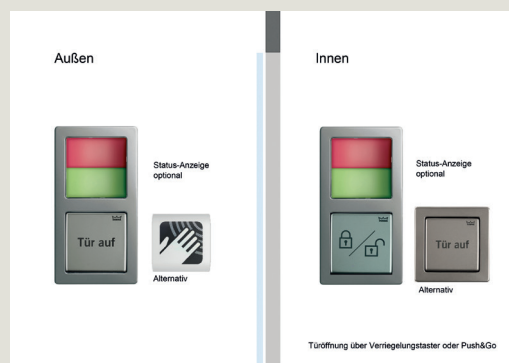 Außen
Status-Anzeige
optional
Tür auf
Alternativ
Innen
Status-Anzeige
optional
Tür auf
Alternativ
Türöffnung über Verriegelungstaster oder Push&Go